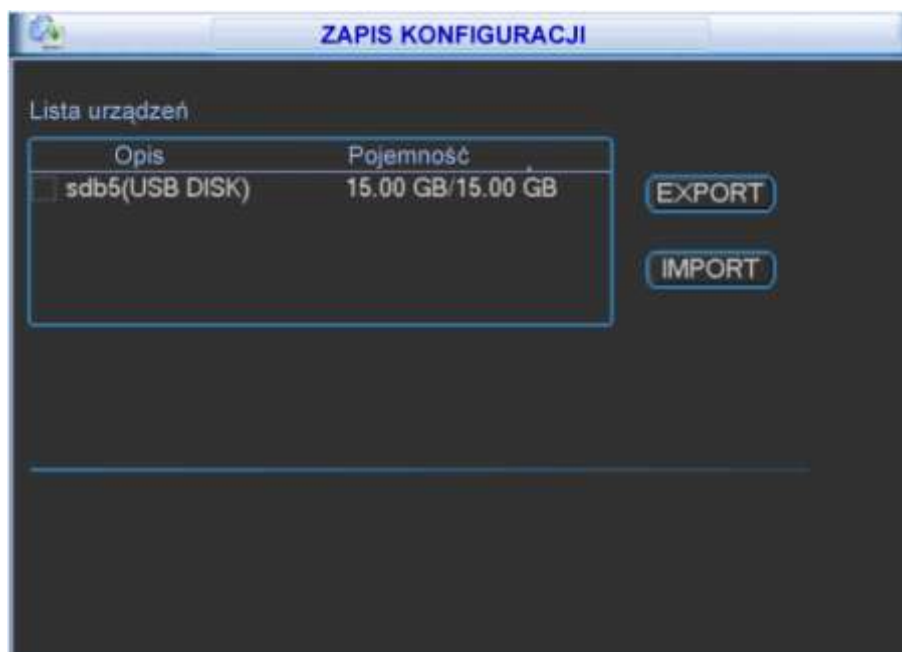 ZAPIS KONFIGURACJI
Lista urządzeń
Opis Pojemność
sdb5(USB DISK) 15.00 GB/15.00 GB
EXPORT
IMPORT